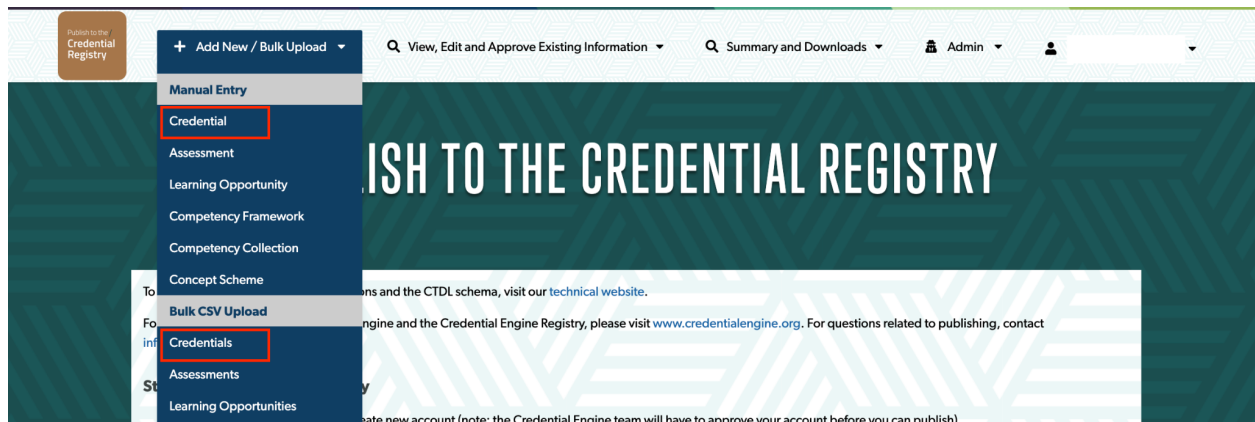 Publish to the
Credential
Registry
Add New / Bulk Upload
View, Edit and Approve Existing Information
Summary and Downloads
Admin
Manual Entry
Credential
Assessment
Learning Opportunity
Competency Framework
Competency Collection
Concept Scheme
Bulk CSV Upload
Credentials
Assessments
Learning Opportunities
ISH TO THE CREDENTIAL REGISTRY
To
ons and the CTDL schema, visit our technical website.
Fo
ngine and the Credential Engine Registry, please visit www.credentialengine.org. For questions related to publishing, contact
inf
St
y
eate new account (note: the Credential Engine team will have to approve your account before you can publish)